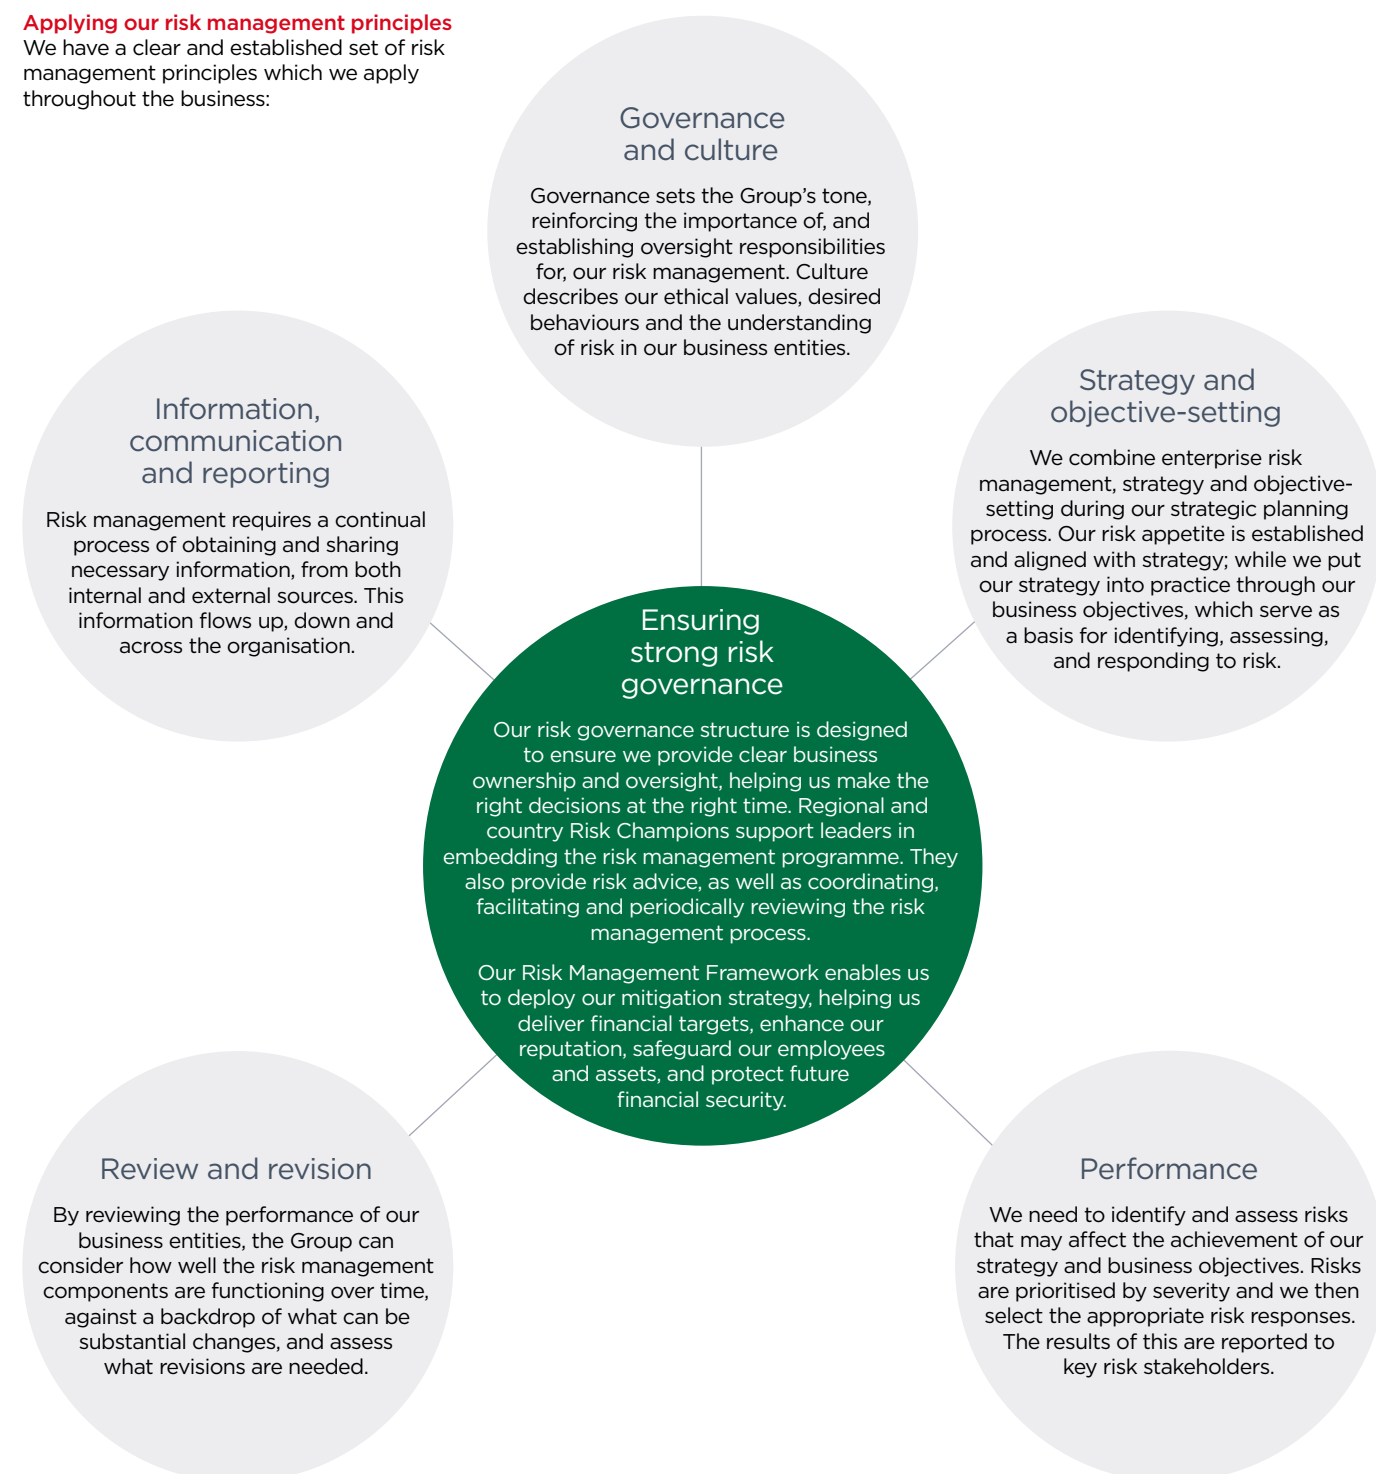 Applying our risk management principles
We have a clear and established set of risk
management principles which we apply
throughout the business:
Governance
and culture
Governance sets the Group’s tone,
reinforcing the importance of, and
establishing oversight responsibilities
for, our risk management. Culture
describes our ethical values, desired
behaviours and the understanding
of risk in our business entities.
Strategy and
objective-setting
We combine enterprise risk
management, strategy and objective-
setting during our strategic planning
process. Our risk appetite is established
and aligned with strategy; while we put
our strategy into practice through our
business objectives, which serve as
a basis for identifying, assessing,
and responding to risk.
Information,
communication
and reporting
Risk management requires a continual
process of obtaining and sharing
necessary information, from both
internal and external sources. This
information flows up, down and
across the organisation.
Ensuring
strong risk
governance
Our risk governance structure is designed
to ensure we provide clear business
ownership and oversight, helping us make the
right decisions at the right time. Regional and
country Risk Champions support leaders in
embedding the risk management programme. They
also provide risk advice, as well as coordinating,
facilitating and periodically reviewing the risk
management process.
Our Risk Management Framework enables us
to deploy our mitigation strategy, helping us
deliver financial targets, enhance our
reputation, safeguard our employees
and assets, and protect future
financial security.
Review and revision
By reviewing the performance of our
business entities, the Group can
consider how well the risk management
components are functioning over time,
against a backdrop of what can be
substantial changes, and assess
what revisions are needed.
Performance
We need to identify and assess risks
that may affect the achievement of our
strategy and business objectives. Risks
are prioritised by severity and we then
select the appropriate risk responses.
The results of this are reported to
key risk stakeholders.